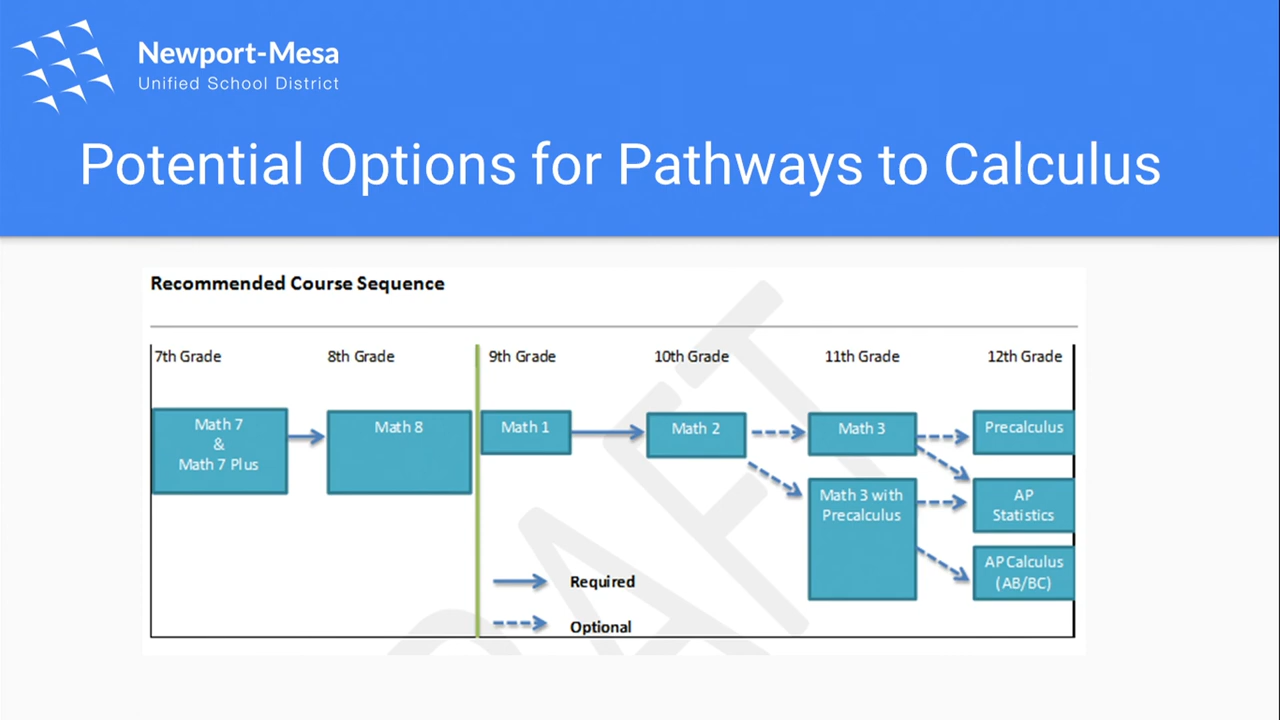 Newport-Mesa
Unified School District
Potential Options for Pathways to Calculus
Recommended Course Sequence
7th Grade
8th Grade
9th Grade
10th Grade
11th Grade
12th Grade
Math 7
&
Math 7 Plus
Math 8
Math 1
Math 2
Math 3
Precalculus
Math 3 with
Precalculus
AP
Statistics
AP Calculus
(AB/BC)
Required
Optional
DRAFT